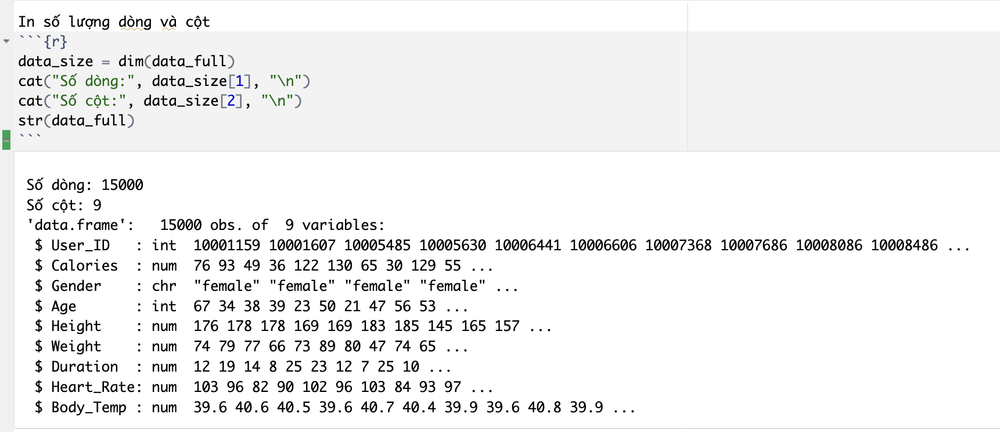 In số lượng dòng và cột
```{r}
data_size = dim(data_full)
cat("Số dòng:", data_size[1], "\n")
cat("Số cột:", data_size[2], "\n")
str(data_full)
```
Số dòng: 15000
Số cột: 9
'data.frame':   15000 obs. of  9 variables:
 $ User_ID   : int  10001159 10001607 10005485 10005630 10006441 10006606 10007368 10007686 10008086 10008486 ...
 $ Calories  : num  76 93 49 36 122 130 65 30 129 55 ...
 $ Gender    : chr  "female" "female" "female" "female" ...
 $ Age       : int  67 34 38 39 23 50 21 47 56 53 ...
 $ Height    : num  176 178 178 169 169 183 185 145 165 157 ...
 $ Weight    : num  74 79 77 66 73 89 80 47 74 65 ...
 $ Duration  : num  12 19 14 8 25 23 12 7 25 10 ...
 $ Heart_Rate: num  103 96 82 90 102 96 103 84 93 97 ...
 $ Body_Temp : num  39.6 40.6 40.5 39.6 40.7 40.4 39.9 39.6 40.8 39.9 ...